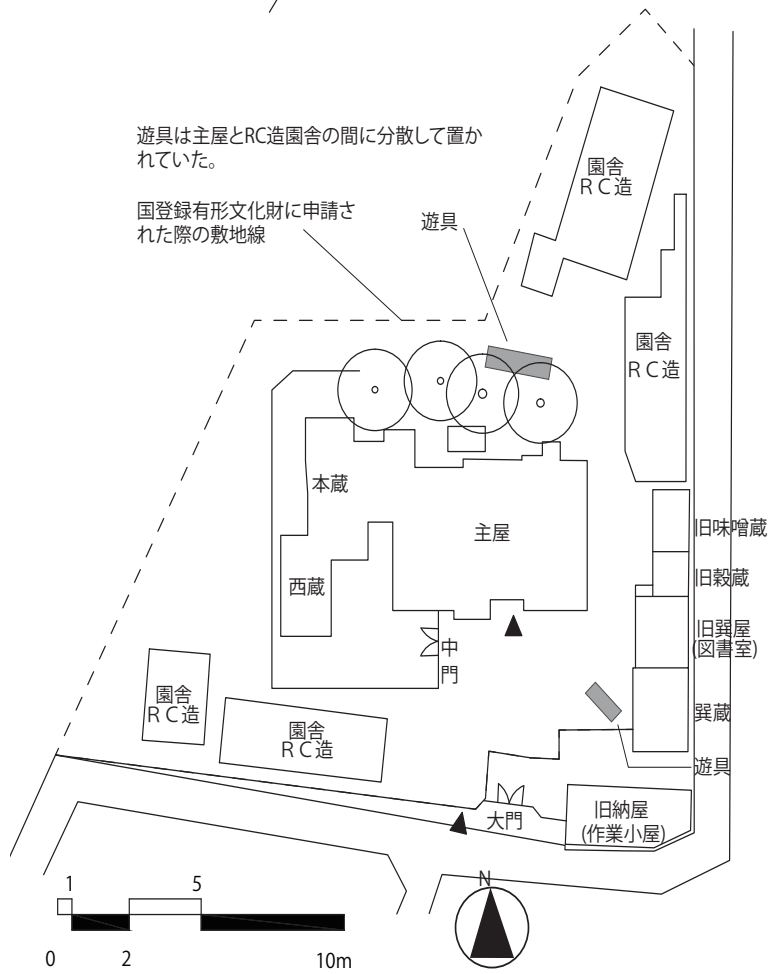 遊具は主屋とRC造園舎の間に分散して置か
れていた。
国登録有形文化財に申請さ
れた際の敷地線
遊具
園舎
RC造
園舎
RC造
本蔵
主屋
西蔵
中
門
旧味噌蔵
旧穀蔵
旧巽屋
(図書室)
巽蔵
遊具
園舎
RC造
園舎
RC造
大門
旧納屋
(作業小屋)
1
5
0
2
10m
N